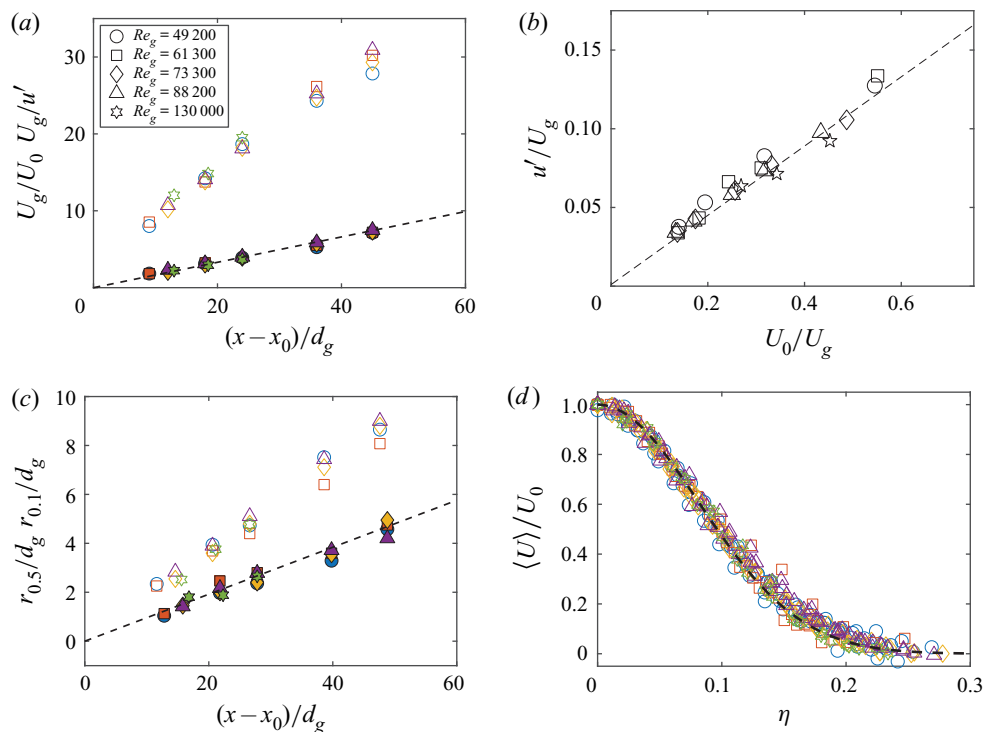 (a)
Re_g = 49 200
Re_g = 61 300
Re_g = 73 300
Re_g = 88 200
Re_g = 130 000
30
20
10
0 20 40 60
U_g/U_0 U_g/u'
(x – x_0)/d_g
(b)
0.15
0.10
0.05
0 0.2 0.4 0.6
u'/U_g
U_0/U_g
(c)
10
8
6
4
2
0
0 20 40 60
r_{0.5}/d_g r_{0.1}/d_g
(x – x_0)/d_g
(d)
1.0
0.8
0.6
0.4
0.2
0
0 0.1 0.2 0.3
⟨U⟩/U_0
η